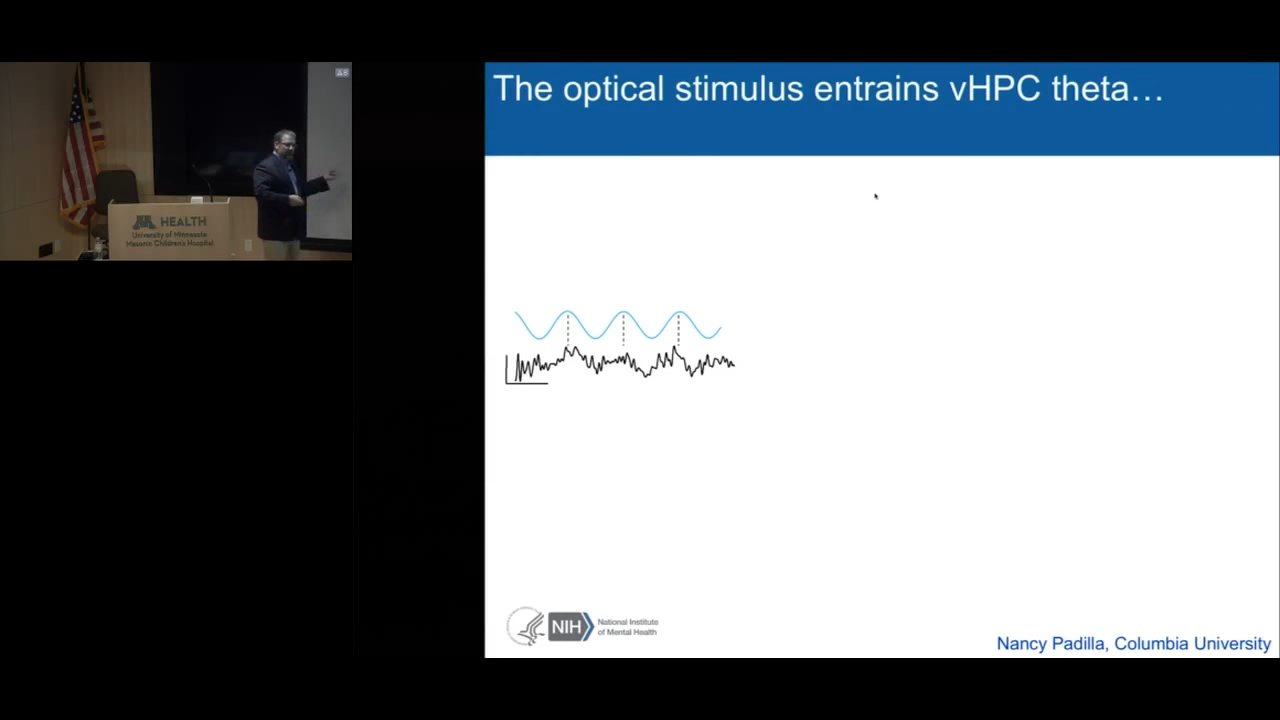 The optical stimulus entrains vHPC theta…
M HEALTH
University of Minnesota
Masonic Children's Hospital
NIH
National Institute
of Mental Health
Nancy Padilla, Columbia University